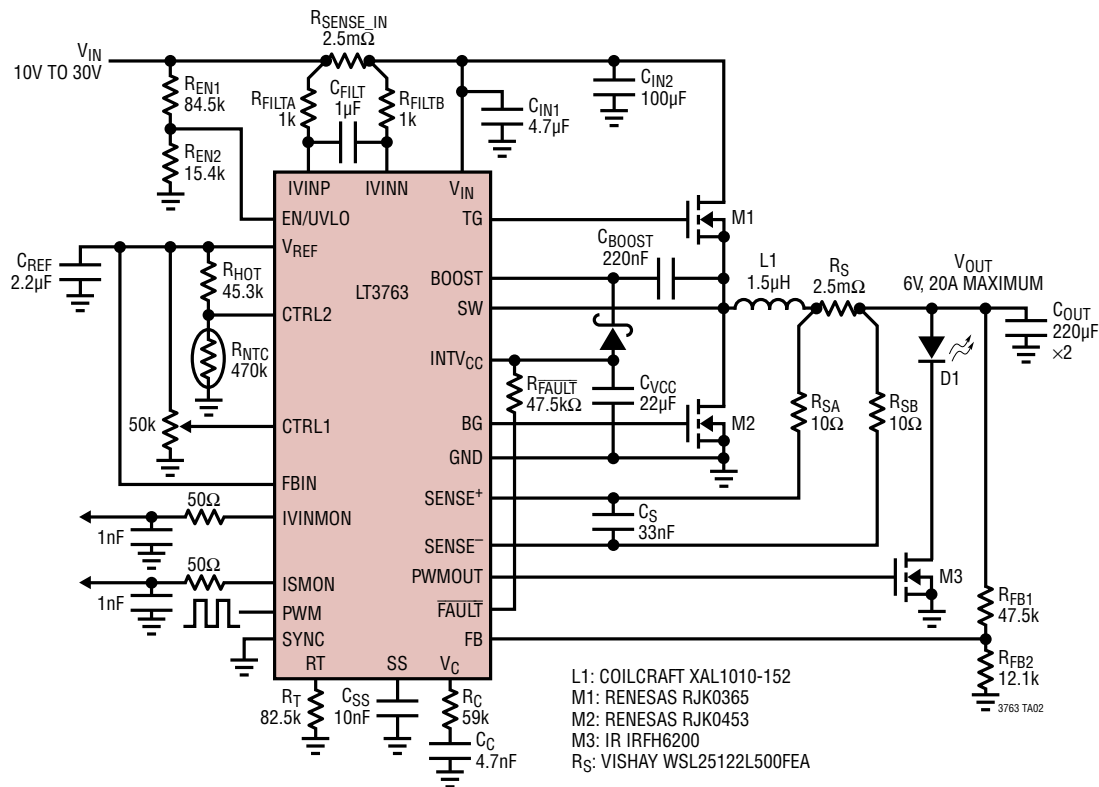 RSENSE_IN
2.5mΩ
VIN
10V TO 30V
REN1
84.5k
RFILTA
1k
CFILT
1µF
RFILTB
1k
CIN1
4.7µF
CIN2
100µF
REN2
15.4k
IVINP
IVINN
VIN
EN/UVLO
TG
M1
VREF
CREF
2.2µF
RHOT
45.3k
LT3763
BOOST
CBOOST
220nF
L1
1.5µH
RS
2.5mΩ
VOUT
6V, 20A MAXIMUM
SW
CTRL2
COUT
220µF
×2
RNTC
470k
INTVCC
D1
RFAULT
47.5kΩ
CVCC
22µF
RSA
10Ω
RSB
10Ω
50k
CTRL1
BG
M2
GND
FBIN
SENSE+
50Ω
IVINMON
1nF
CS
33nF
SENSE–
50Ω
ISMON
PWMOUT
M3
1nF
PWM
FAULT
RFB1
47.5k
SYNC
FB
RT
SS
VC
RFB2
12.1k
RT
82.5k
CSS
10nF
RC
59k
CC
4.7nF
3763 TA02
L1: COILCRAFT XAL1010-152
M1: RENESAS RJK0365
M2: RENESAS RJK0453
M3: IR IRFH6200
RS: VISHAY WSL25122L500FEA